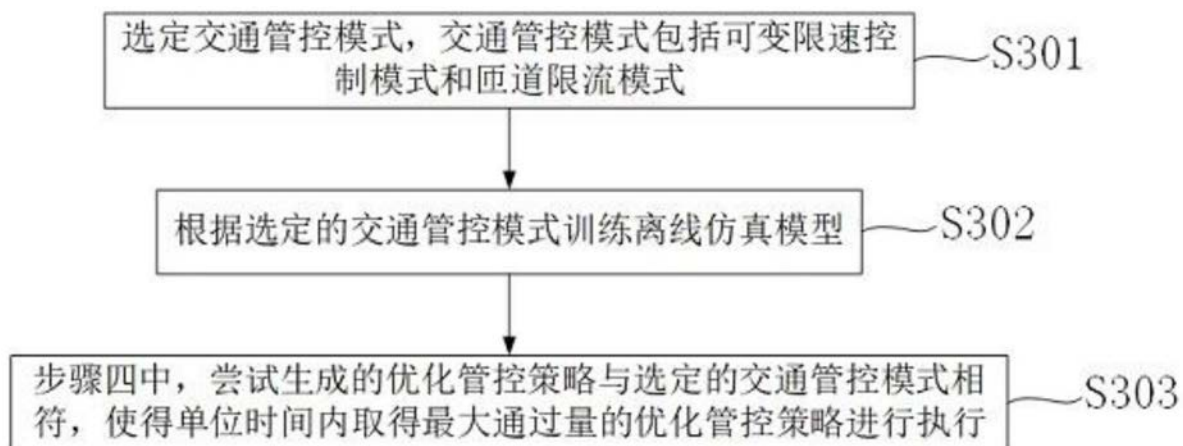 选定交通管控模式，交通管控模式包括可变限速控
制模式和匝道限流模式
S301
根据选定的交通管控模式训练离线仿真模型
S302
步骤四中，尝试生成的优化管控策略与选定的交通管控模式相
符，使得单位时间内取得最大通过量的优化管控策略进行执行
S303